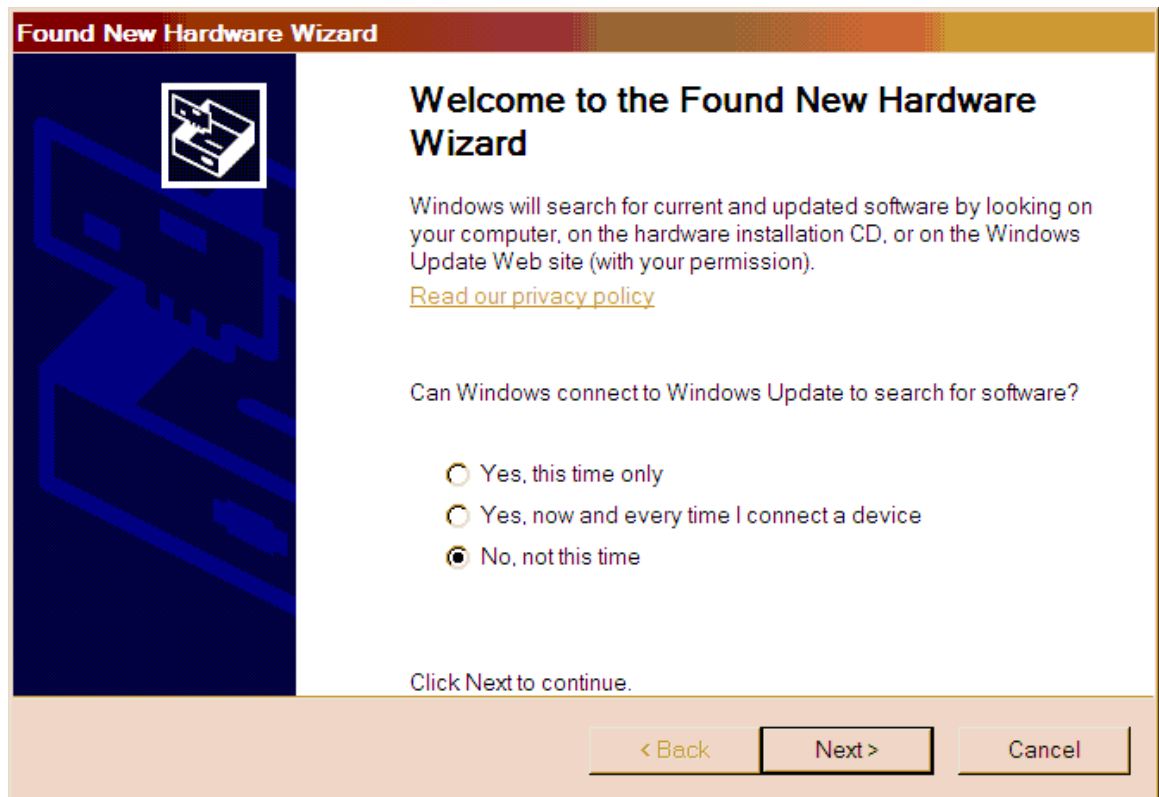 Found New Hardware Wizard
Welcome to the Found New Hardware
Wizard
Windows will search for current and updated software by looking on
your computer, on the hardware installation CD, or on the Windows
Update Web site (with your permission).
Read our privacy policy
Can Windows connect to Windows Update to search for software?
Yes, this time only
Yes, now and every time I connect a device
No, not this time
Click Next to continue.
< Back Next > Cancel